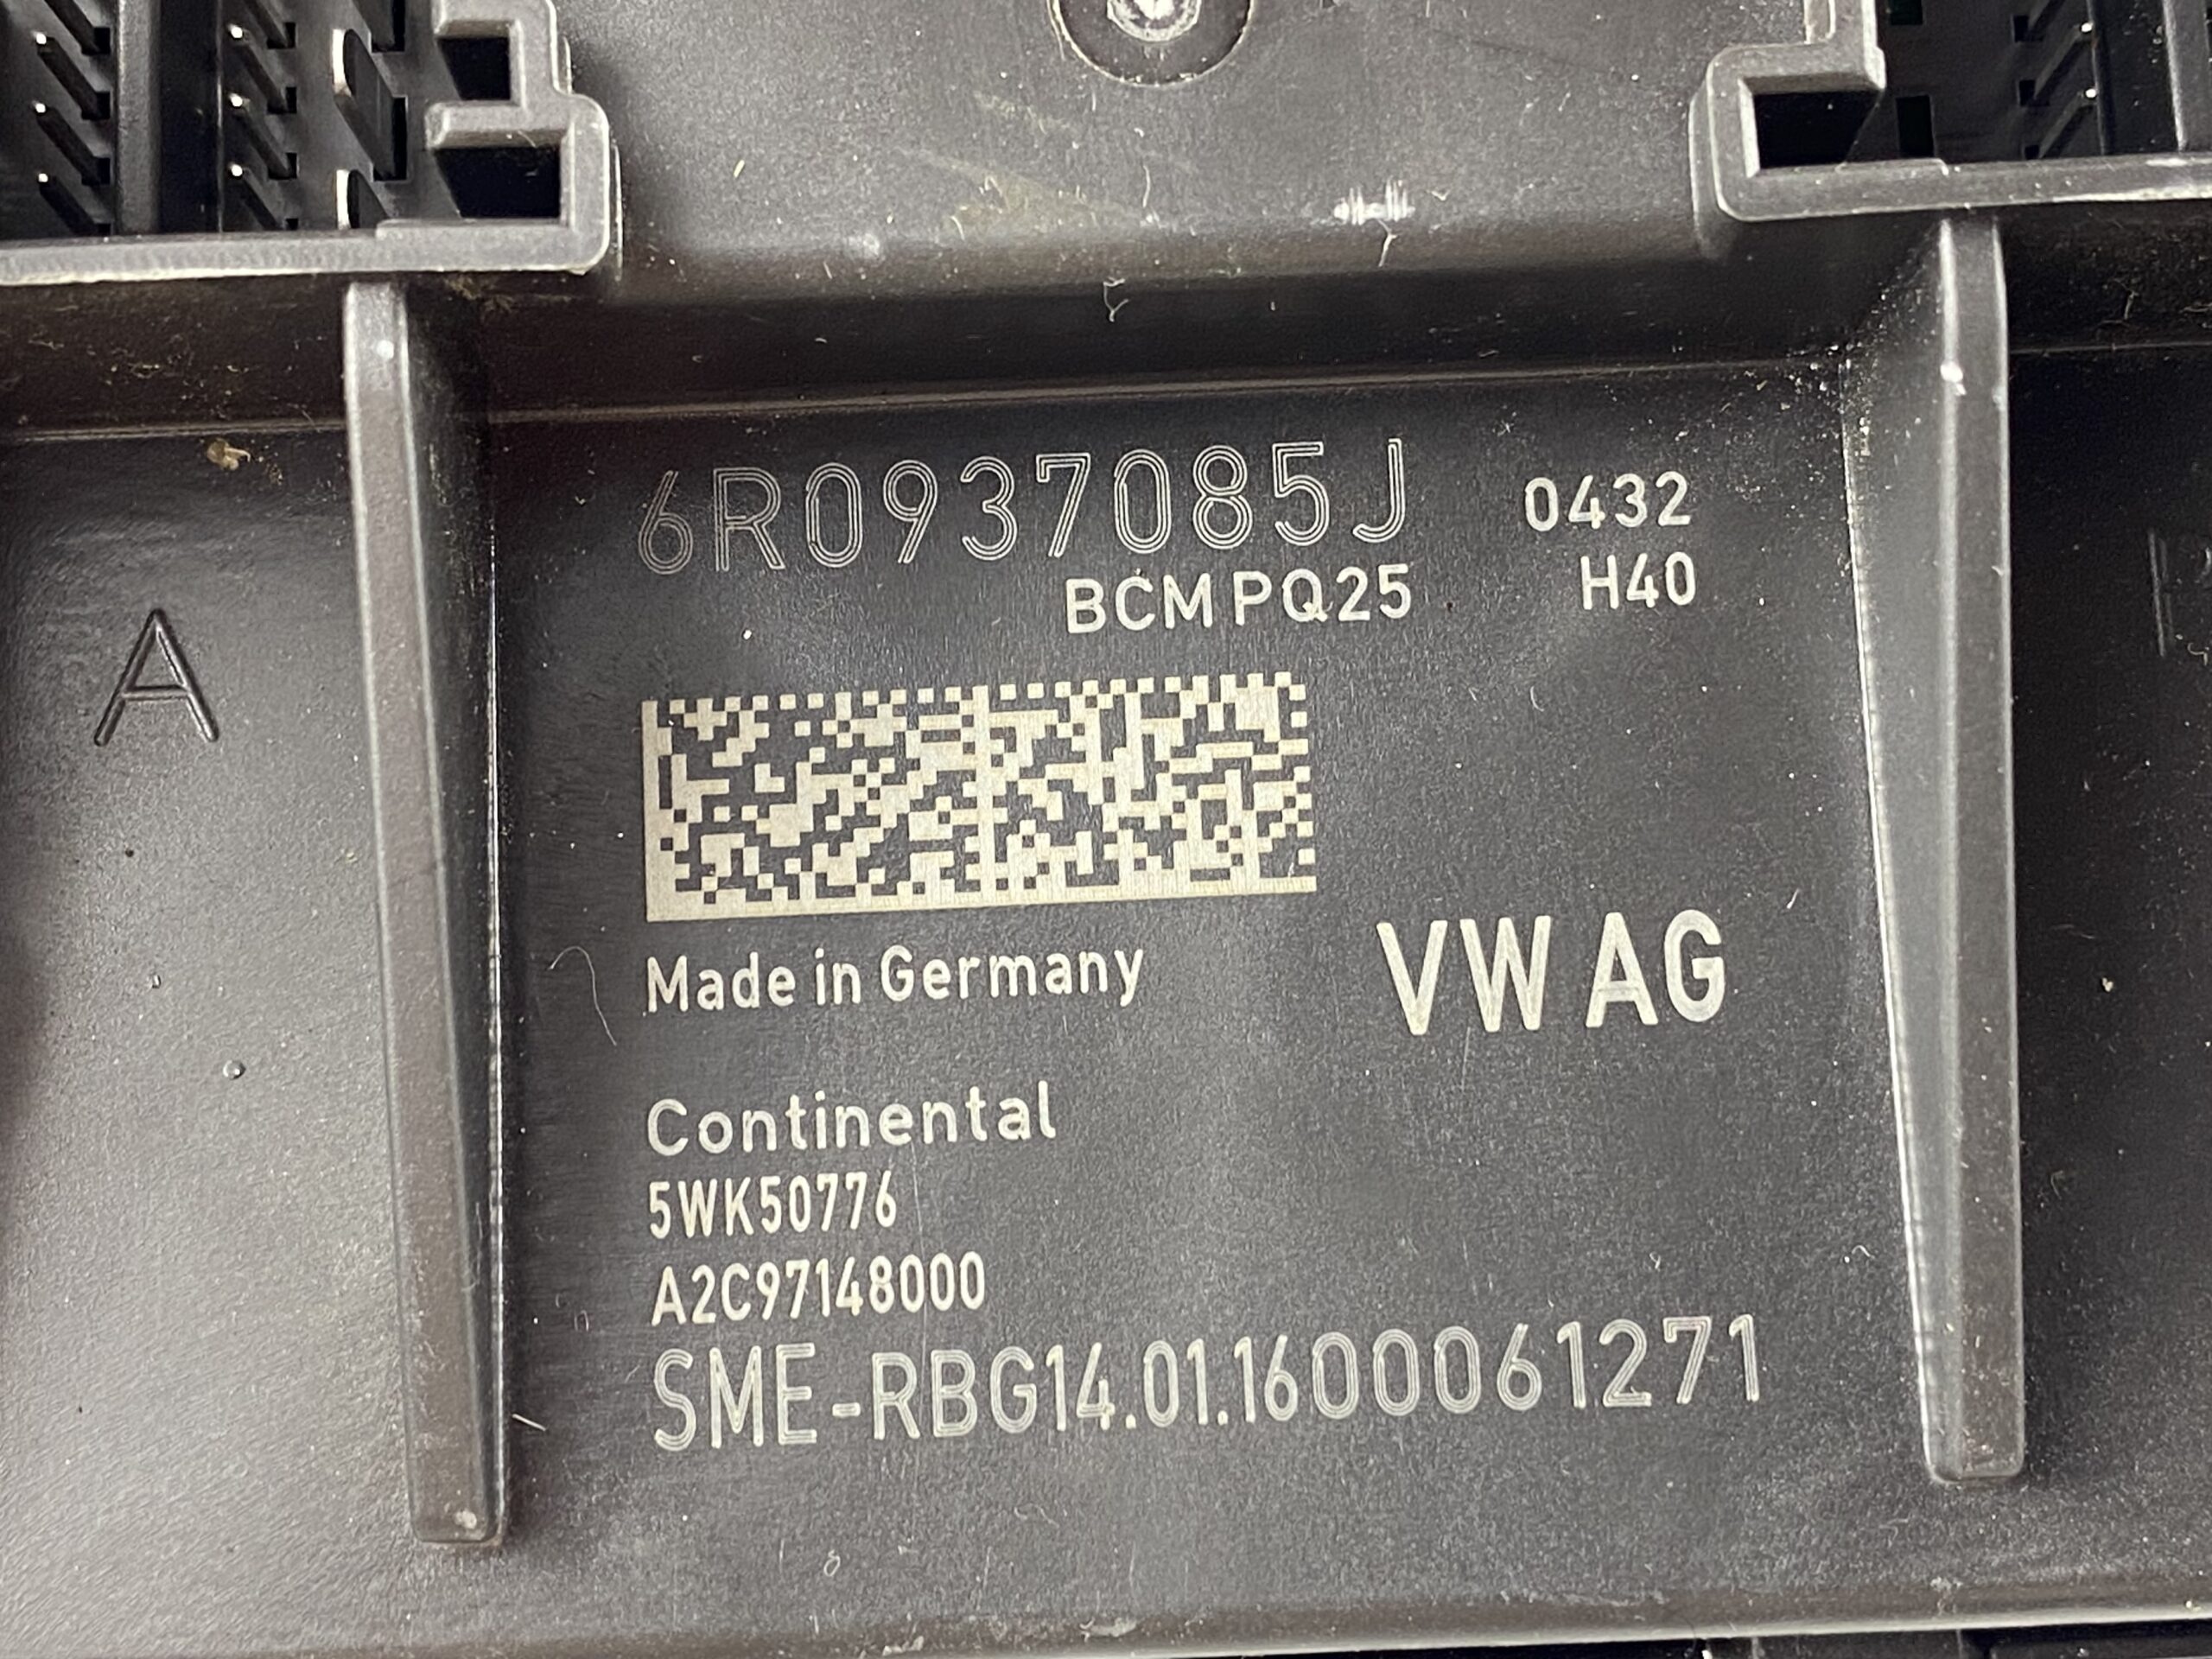 6R0937085J 0432
BCM PQ25 H40
A
Made in Germany
VW AG
Continental
5WK50776
A2C97148000
SME-RBG14.01.1600061271